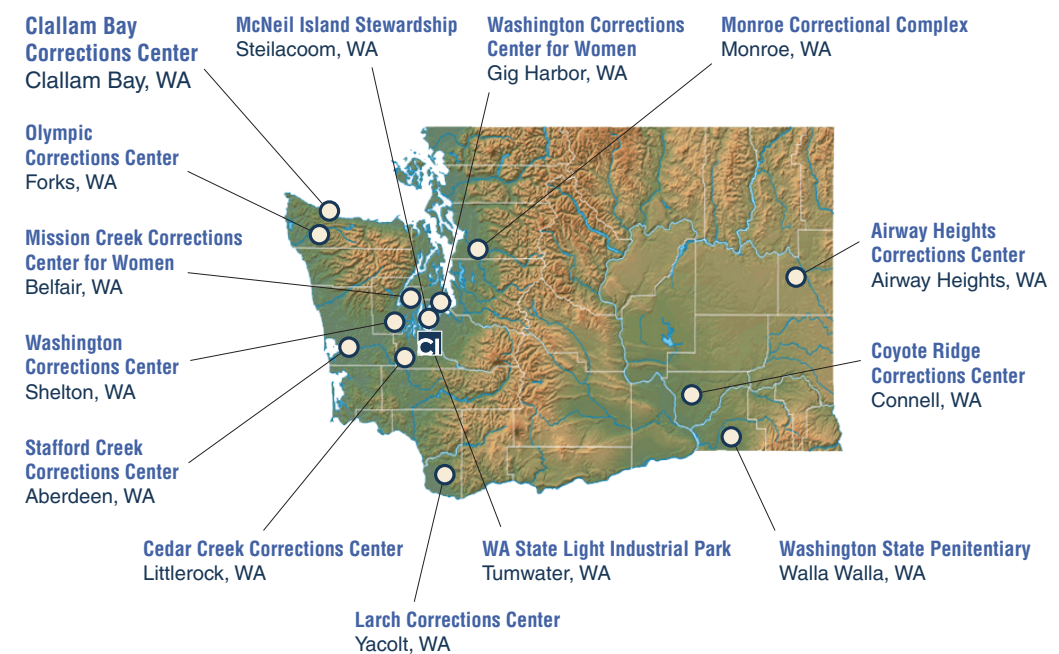 Clallam Bay
Corrections Center
Clallam Bay, WA
McNeil Island Stewardship
Steilacoom, WA
Washington Corrections
Center for Women
Gig Harbor, WA
Monroe Correctional Complex
Monroe, WA
Olympic
Corrections Center
Forks, WA
Mission Creek Corrections
Center for Women
Belfair, WA
Washington
Corrections Center
Shelton, WA
Stafford Creek
Corrections Center
Aberdeen, WA
Airway Heights
Corrections Center
Airway Heights, WA
Coyote Ridge
Corrections Center
Connell, WA
CI
Cedar Creek Corrections Center
Littlerock, WA
WA State Light Industrial Park
Tumwater, WA
Washington State Penitentiary
Walla Walla, WA
Larch Corrections Center
Yacolt, WA